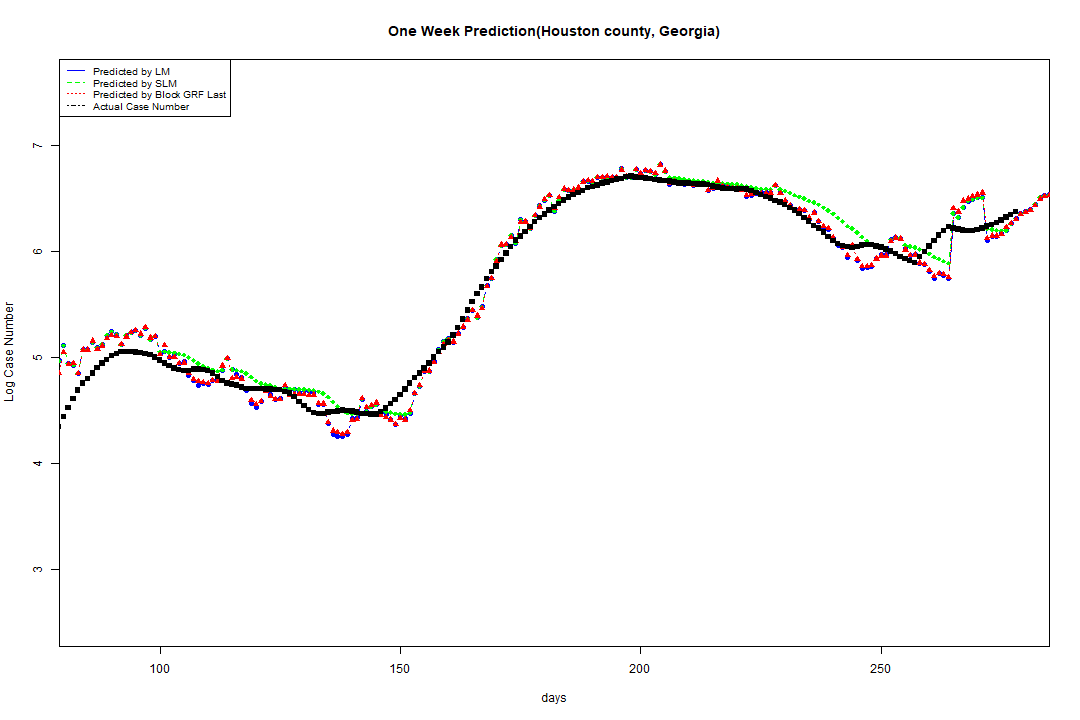 One Week Prediction(Houston county, Georgia)
Predicted by LM
Predicted by SLM
Predicted by Block GRF Last
Actual Case Number
7
6
5
4
3
Log Case Number
100 150 200 250
days